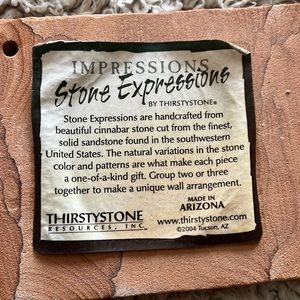 IMPRESSIONS
Stone Expressions
BY THIRSTYSTONE®
Stone Expressions are handcrafted from
beautiful cinnabar stone cut from the finest,
solid sandstone found in the southwestern
United States. The natural variations in the stone
color and patterns are what make each piece
a one-of-a-kind gift. Group two or three
together to make a unique wall arrangement.
MADE IN
ARIZONA
THIRSTYSTONE
RESOURCES, INC.
www.thirstystone.com
©2004 Tucson, AZ